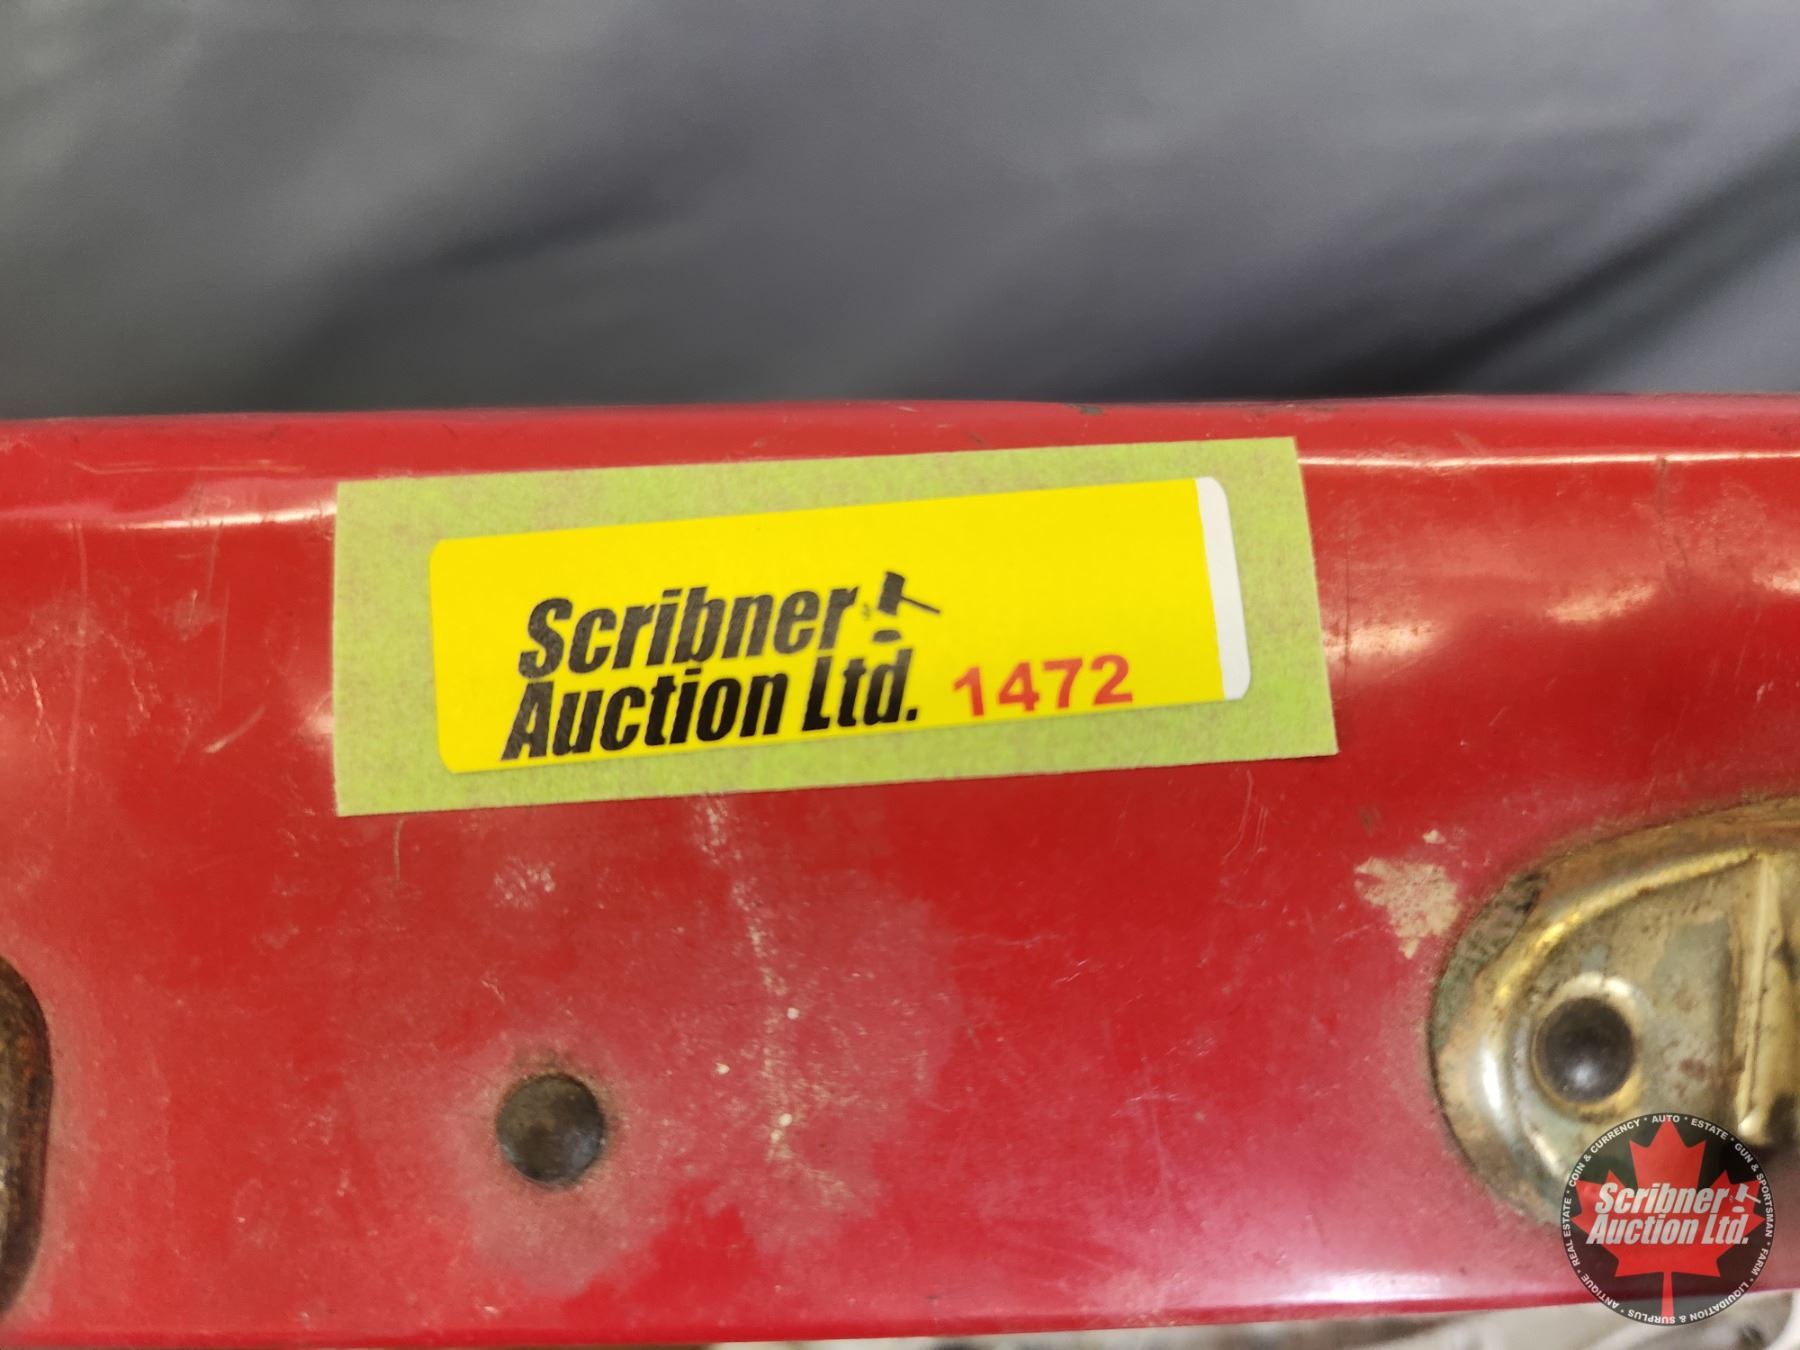 Scribner
Auction Ltd. 1472
COIN & CURRENCY • AUTO • ESTATE • GUN & SPORTSMAN • FARM • LIQUIDATION & SURPLUS • ANTIQUE • REAL ESTATE •
Scribner
Auction Ltd.